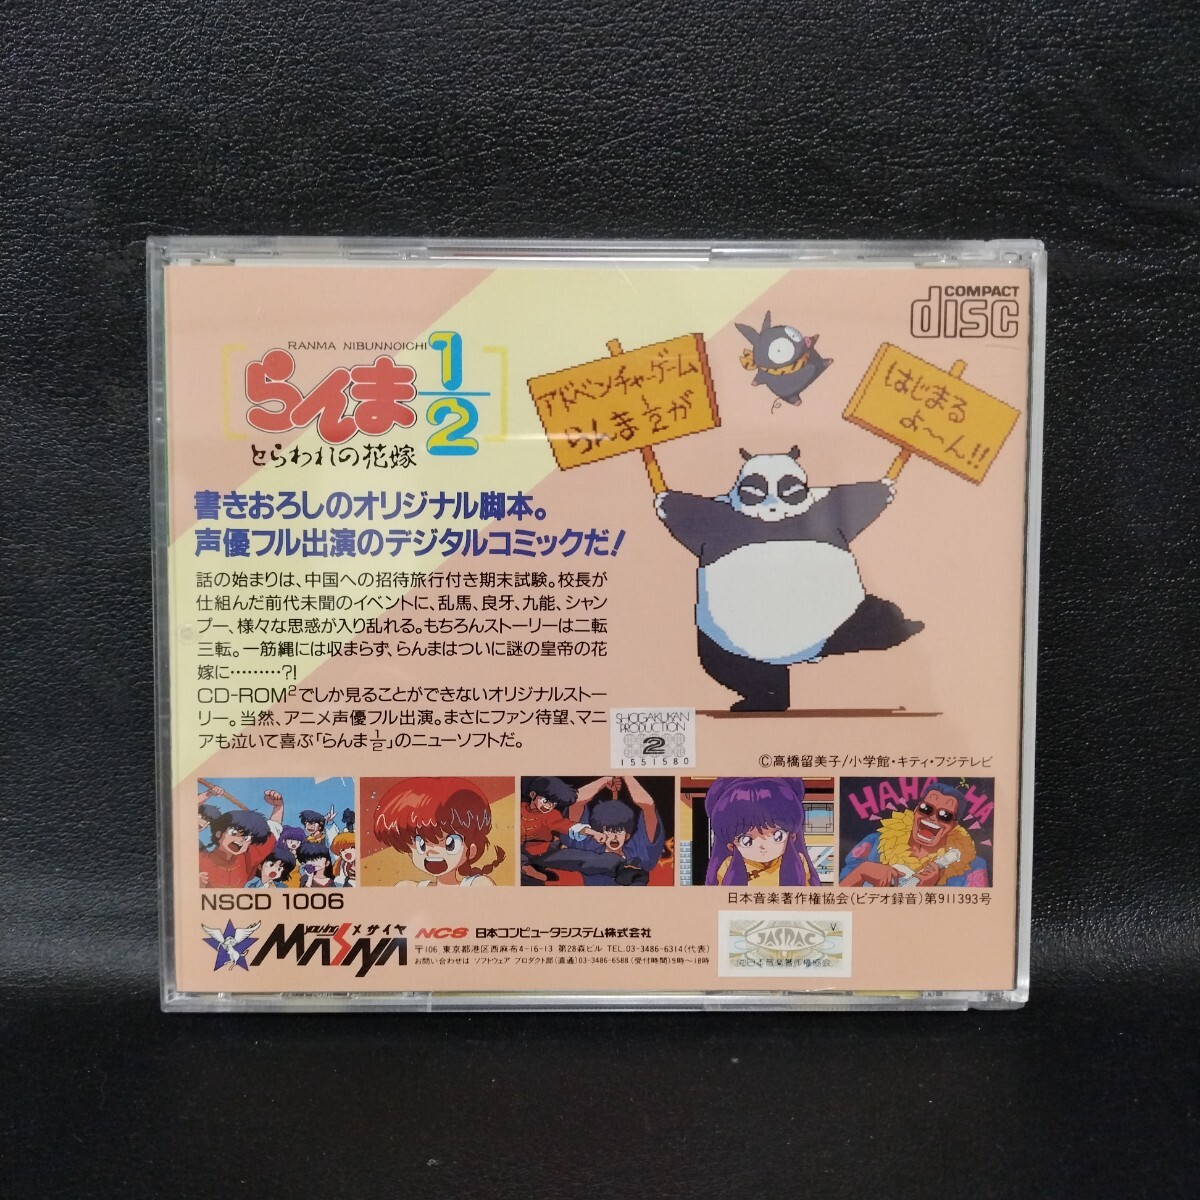 COMPACT
disc
RANMA NIBUNNOICHI
らんま1/2
とらわれの花嫁
アドベンチャーゲーム
らんま1/2が
はじまる
よ〜ん!!
書きおろしのオリジナル脚本。
声優フル出演のデジタルコミックだ!
話の始まりは、中国への招待旅行付き期末試験。校長が
仕組んだ前代未聞のイベントに、乱馬、良牙、九能、シャン
プー、様々な思惑が入り乱れる。もちろんストーリーは二転
三転。一筋縄には収まらず、らんまはついに謎の皇帝の花
嫁に………?!
CD-ROM²でしか見ることができないオリジナルストー
リー。当然、アニメ声優フル出演。まさにファン待望、マニ
アも泣いて喜ぶ「らんま1/2」のニューソフトだ。
SHOGAKUKAN
PRODUCTION
2
1551580
©高橋留美子/小学館・キティ・フジテレビ
HAHA HA
HA
NSCD 1006
日本音楽著作権協会(ビデオ録音)第911393号
メサイヤ
MASAYA
NCS 日本コンピュータシステム株式会社
〒106 東京都港区西麻布4-16-13 第28森ビル TEL.03-3486-6314(代表)
お問い合わせは ソフトウェア プロダクト部(直通)03-3486-6588(受付時間)9時〜18時
V
JASRAC
日本音楽著作権協会